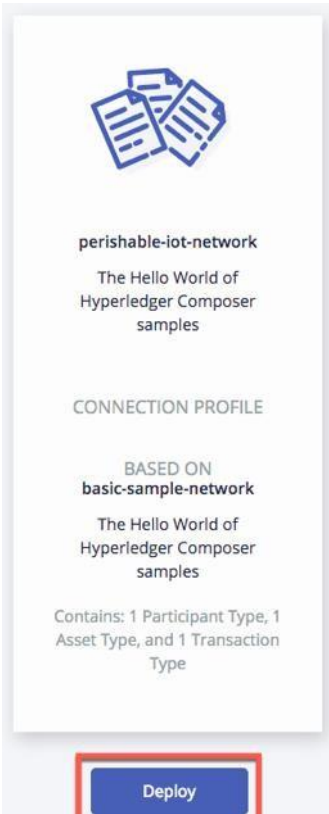 perishable-iot-network
The Hello World of
Hyperledger Composer
samples
CONNECTION PROFILE
BASED ON
basic-sample-network
The Hello World of
Hyperledger Composer
samples
Contains: 1 Participant Type, 1
Asset Type, and 1 Transaction
Type
Deploy